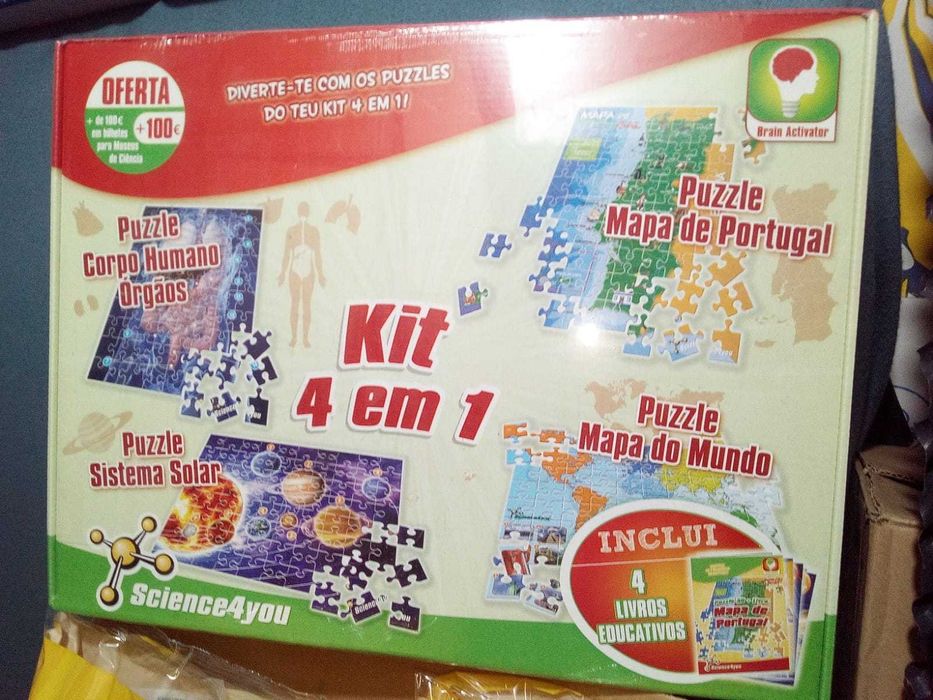 OFERTA
+ de 100€
em bilhetes
para Museus
de Ciência
+100€
DIVERTE-TE COM OS PUZZLES
DO TEU KIT 4 EM 1!
Brain Activator
MAPA
Puzzle
Mapa de Portugal
Puzzle
Corpo Humano
Orgãos
Kit
4 em 1
Puzzle
Mapa do Mundo
Puzzle
Sistema Solar
Science4you
INCLUI
4
LIVROS
EDUCATIVOS
Mapa de
Portugal
Science4you